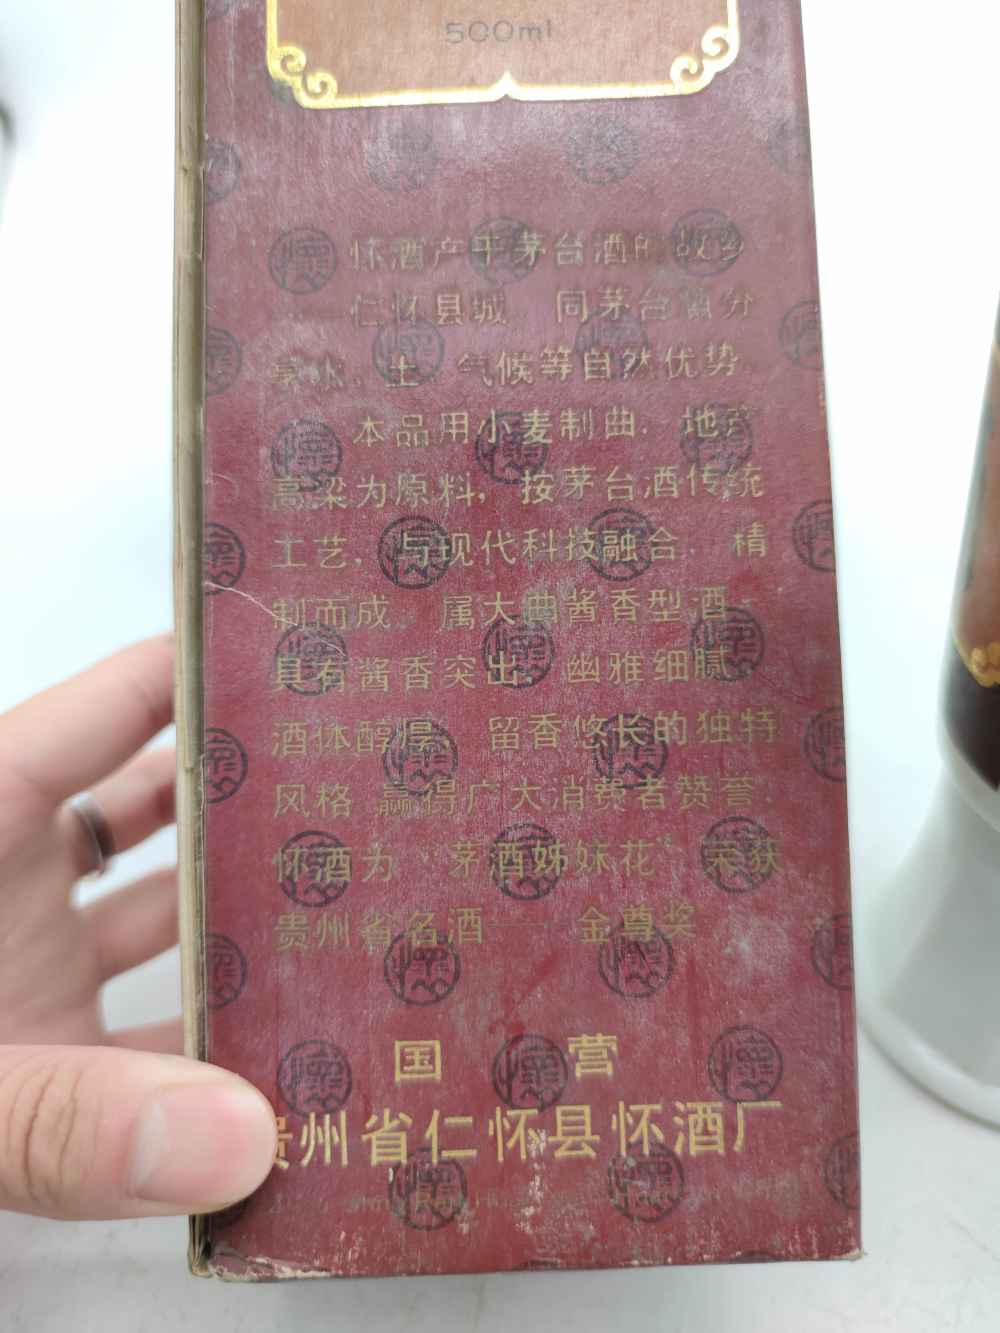 500ml
怀酒产于茅台酒的故乡
——仁怀县城。同茅台酒分
享水、土、气候等自然优势。
本品用小麦制曲，地产
高梁为原料，按茅台酒传统
工艺，与现代科技融合，精
制而成。属大曲酱香型酒。
具有酱香突出，幽雅细腻，
酒体醇厚，留香悠长的独特
风格，赢得广大消费者赞誉。
怀酒为“茅酒姊妹花”荣获
贵州省名酒——金尊奖
国营
贵州省仁怀县怀酒厂